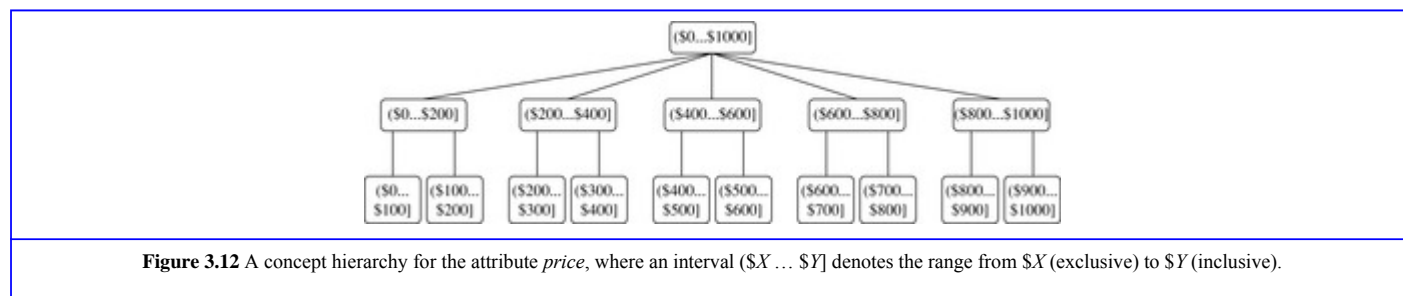 ($0...$1000]
($0...$200] ($200...$400] ($400...$600] ($600...$800] ($800...$1000]
($0... ($100... ($200... ($300... ($400... ($500... ($600... ($700... ($800... ($900...
$100] $200] $300] $400] $500] $600] $700] $800] $900] $1000]
Figure 3.12 A concept hierarchy for the attribute price, where an interval ($X … $Y] denotes the range from $X (exclusive) to $Y (inclusive).